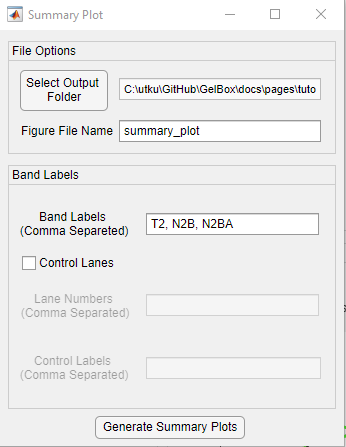 Summary Plot
File Options
Select Output
Folder
C:\utku\GitHub\GelBox\docs\pages\tuto
Figure File Name
summary_plot
Band Labels
Band Labels
(Comma Separeted)
T2, N2B, N2BA
Control Lanes
Lane Numbers
(Comma Separated)
Control Labels
(Comma Separated)
Generate Summary Plots